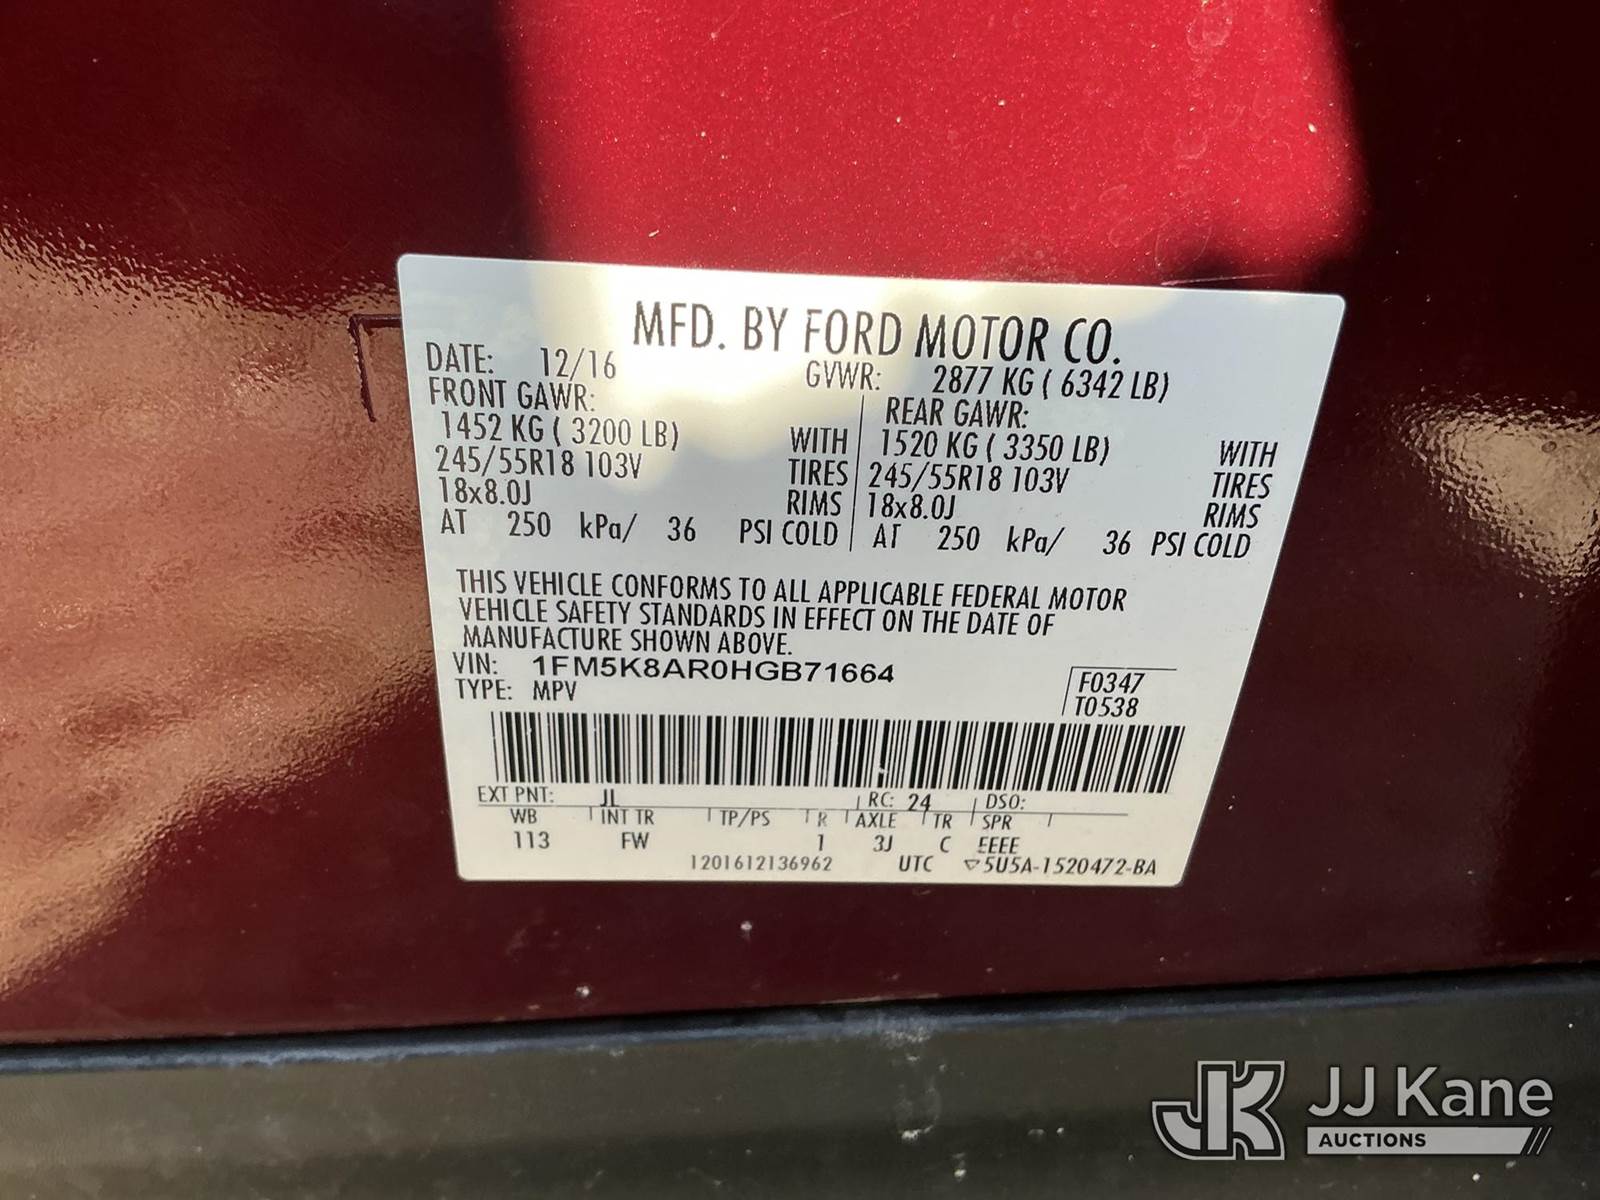 MFD. BY FORD MOTOR CO.
DATE: 12/16 GVWR: 2877 KG ( 6342 LB)
FRONT GAWR: REAR GAWR:
1452 KG ( 3200 LB) WITH 1520 KG ( 3350 LB) WITH
245/55R18 103V TIRES 245/55R18 103V TIRES
18x8.0J RIMS 18x8.0J RIMS
AT 250 kPa/ 36 PSI COLD AT 250 kPa/ 36 PSI COLD
THIS VEHICLE CONFORMS TO ALL APPLICABLE FEDERAL MOTOR
VEHICLE SAFETY STANDARDS IN EFFECT ON THE DATE OF
MANUFACTURE SHOWN ABOVE.
VIN: 1FM5K8AR0HGB71664 F0347
TYPE: MPV T0538
EXT PNT: JL RC: 24 DSO:
WB INT TR TP/PS R AXLE TR SPR
113 FW 1 3J C EEEE
1201612136962 UTC ▽5U5A-1520472-BA
JK JJ Kane
AUCTIONS